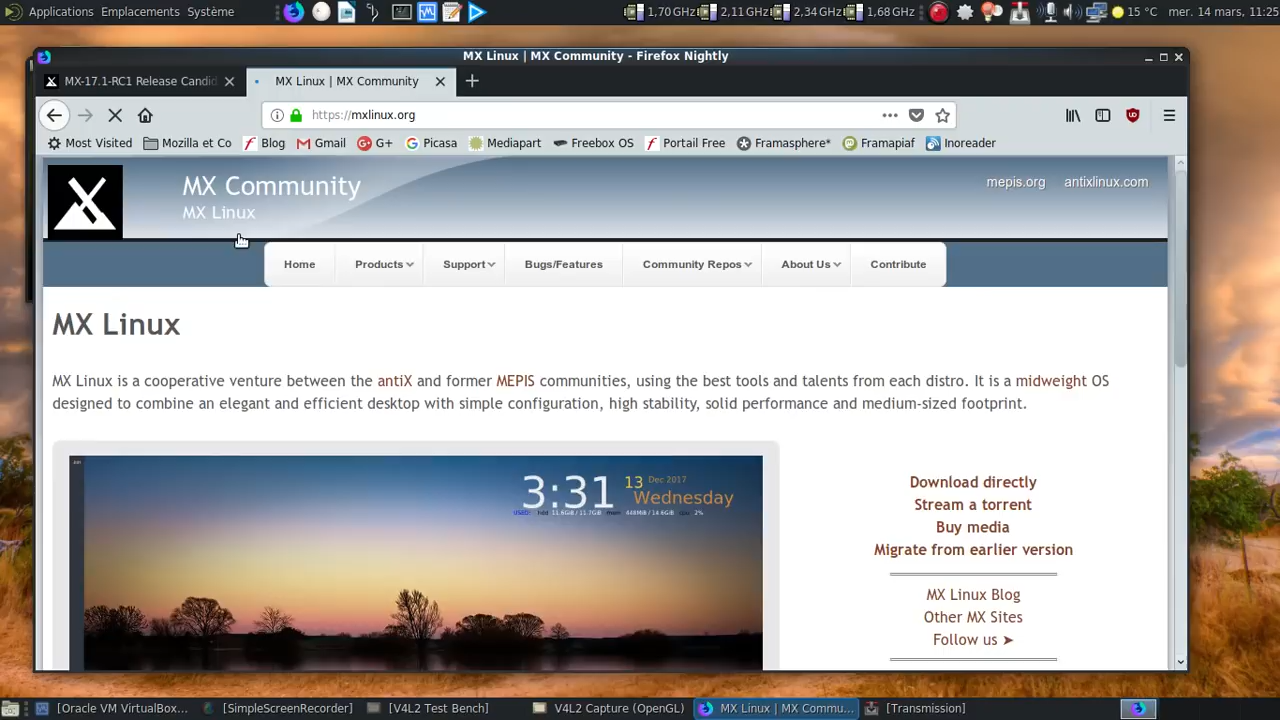 Applications Emplacements Système 1,70 GHz 2,11 GHz 2,34 GHz 1,68 GHz 15 °C mer. 14 mars, 11:25
MX Linux | MX Community - Firefox Nightly
MX-17.1-RC1 Release Candid MX Linux | MX Community
https://mxlinux.org
Most Visited Mozilla et Co Blog Gmail G+ Picasa Mediapart Freebox OS Portail Free Framasphere* Framapiaf Inoreader
MX Community
MX Linux
mepis.org antixlinux.com
Home Products Support Bugs/Features Community Repos About Us Contribute
MX Linux
MX Linux is a cooperative venture between the antiX and former MEPIS communities, using the best tools and talents from each distro. It is a midweight OS
designed to combine an elegant and efficient desktop with simple configuration, high stability, solid performance and medium-sized footprint.
3:31 13 Dec 2017
Wednesday
Download directly
Stream a torrent
Buy media
Migrate from earlier version
MX Linux Blog
Other MX Sites
Follow us ➤
[Oracle VM VirtualBox... [SimpleScreenRecorder] [V4L2 Test Bench] V4L2 Capture (OpenGL) MX Linux | MX Commu... [Transmission]